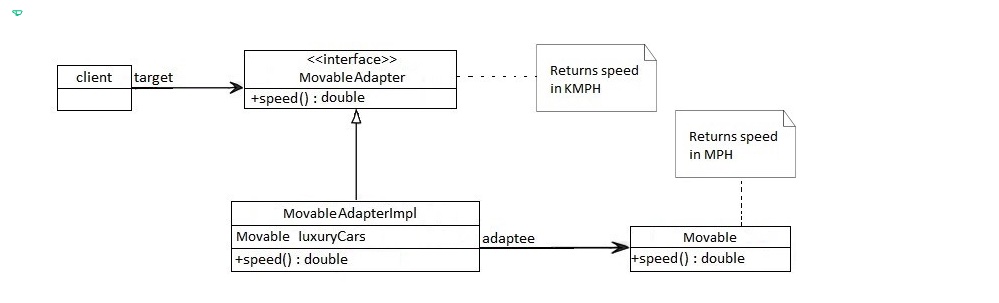 <<interface>>
MovableAdapter
+speed() : double
client
target
Returns speed
in KMPH
Returns speed
in MPH
MovableAdapterImpl
Movable luxuryCars
+speed() : double
adaptee
Movable
+speed() : double